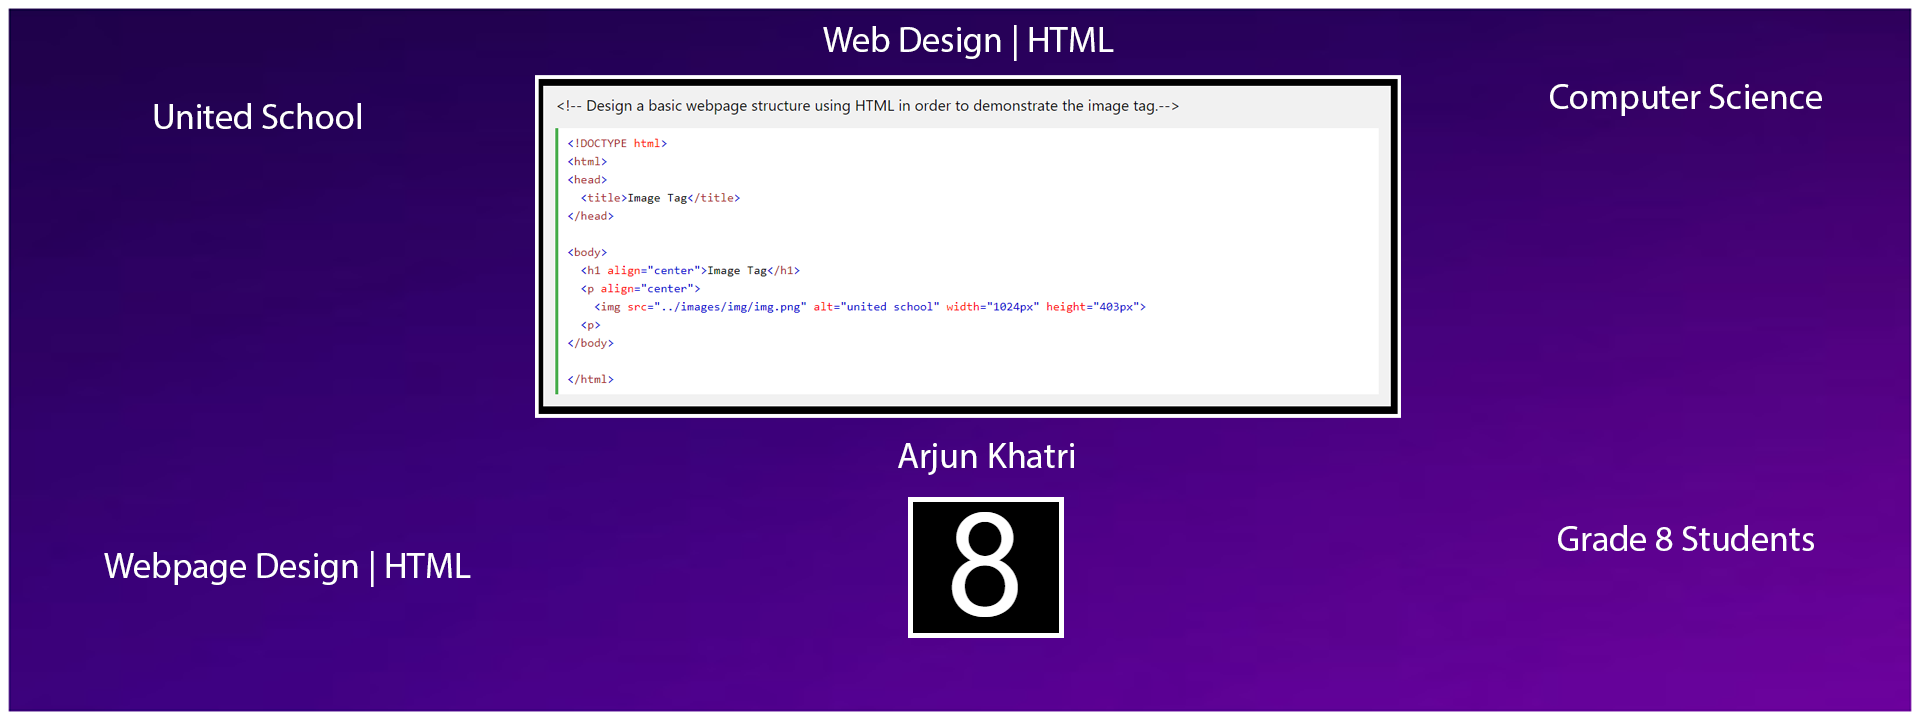 Web Design | HTML
United School
Computer Science
<!-- Design a basic webpage structure using HTML in order to demonstrate the image tag.-->
<!DOCTYPE html>
<html>
<head>
  <title>Image Tag</title>
</head>
<body>
  <h1 align="center">Image Tag</h1>
  <p align="center">
    <img src="../images/img/img.png" alt="united school" width="1024px" height="403px">
  <p>
</body>
</html>
Arjun Khatri
8
Webpage Design | HTML
Grade 8 Students